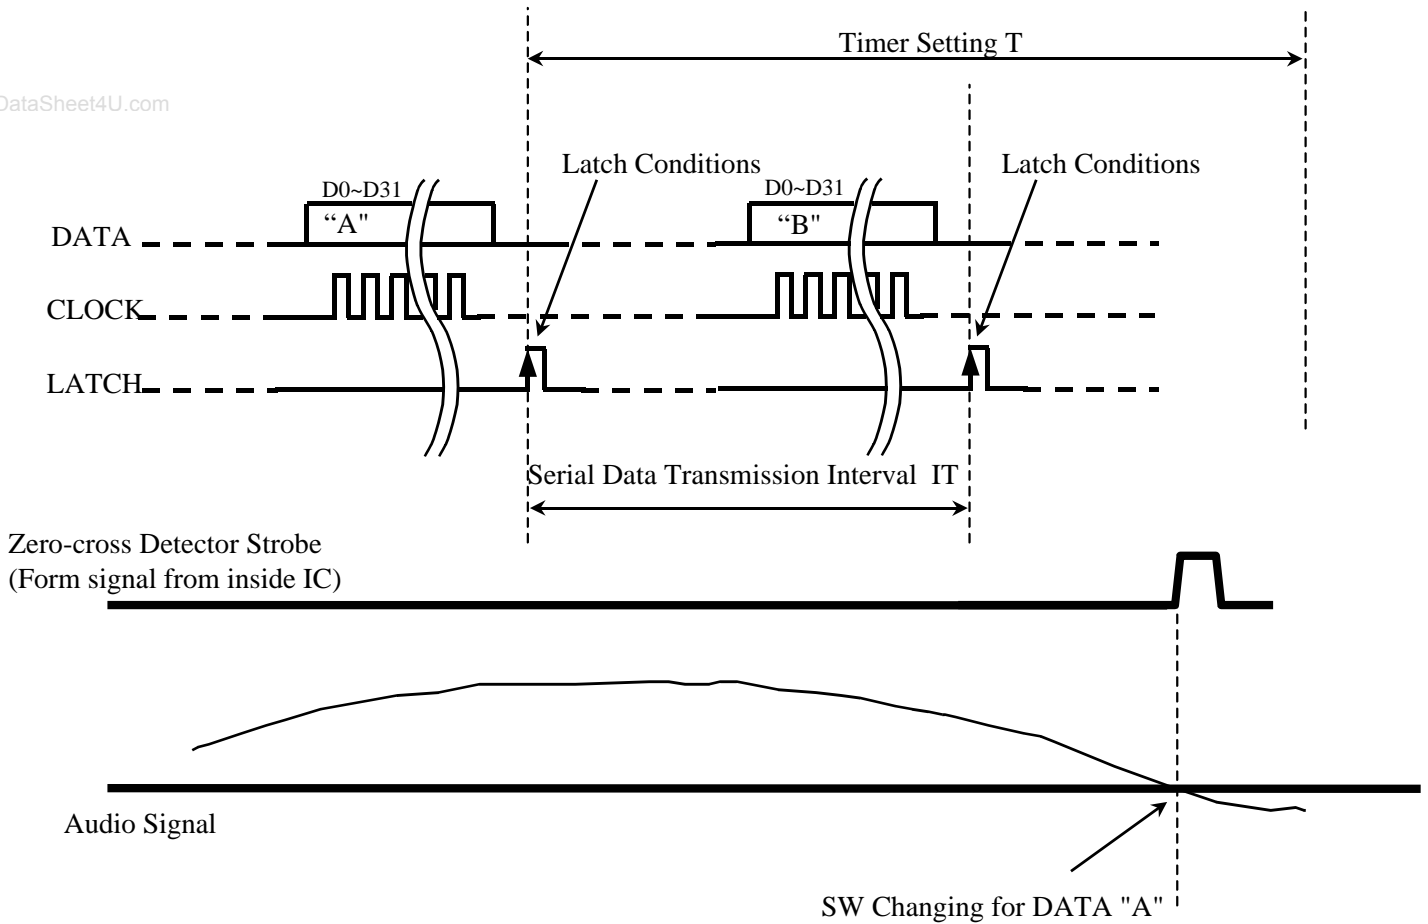 Timer Setting T
DataSheet4U.com
Latch Conditions
Latch Conditions
D0~D31
D0~D31
“A"
“B"
DATA
CLOCK
LATCH
Serial Data Transmission Interval IT
Zero-cross Detector Strobe
(Form signal from inside IC)
Audio Signal
SW Changing for DATA "A"